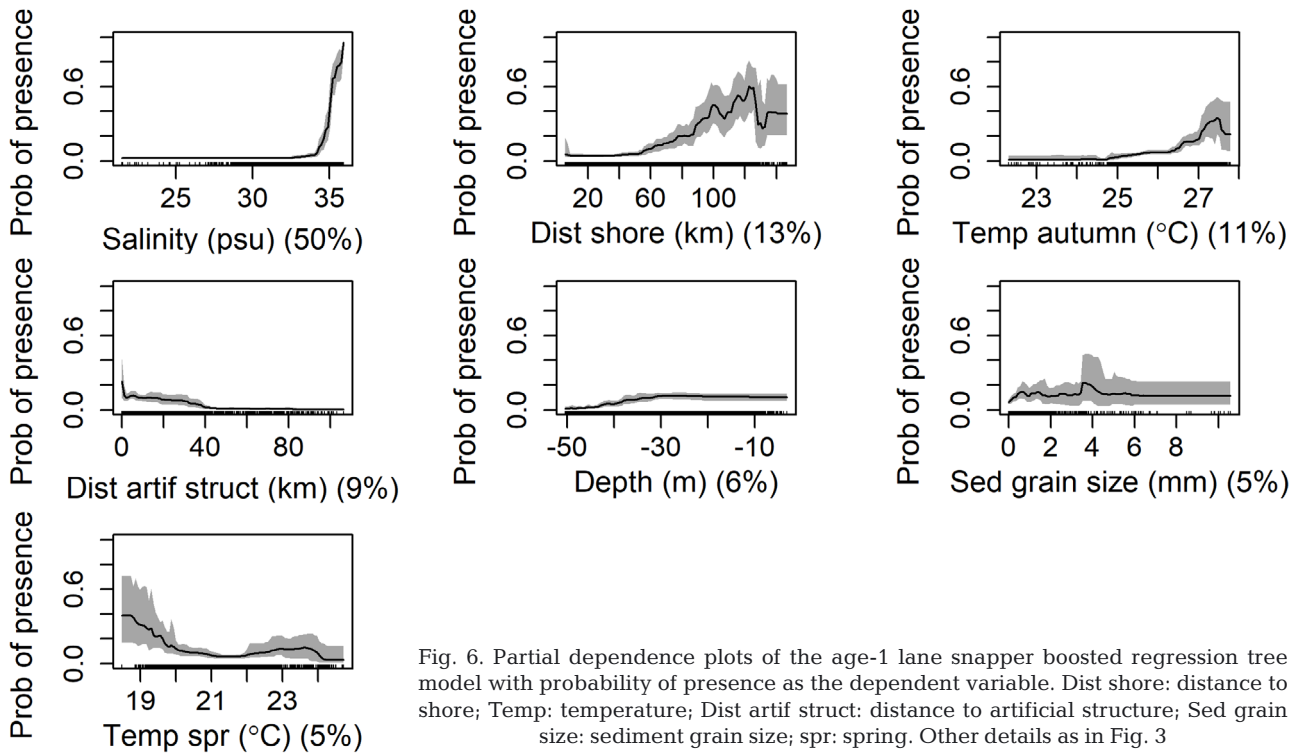 Prob of presence
0.0 0.6
25 30 35
Salinity (psu) (50%)
Prob of presence
0.0 0.6
20 60 100
Dist shore (km) (13%)
Prob of presence
0.0 0.6
23 25 27
Temp autumn (°C) (11%)
Prob of presence
0.0 0.6
0 40 80
Dist artif struct (km) (9%)
Prob of presence
0.0 0.6
-50 -30 -10
Depth (m) (6%)
Prob of presence
0.0 0.6
0 2 4 6 8
Sed grain size (mm) (5%)
Prob of presence
0.0 0.6
19 21 23
Temp spr (°C) (5%)
Fig. 6. Partial dependence plots of the age-1 lane snapper boosted regression tree
model with probability of presence as the dependent variable. Dist shore: distance to
shore; Temp: temperature; Dist artif struct: distance to artificial structure; Sed grain
size: sediment grain size; spr: spring. Other details as in Fig. 3